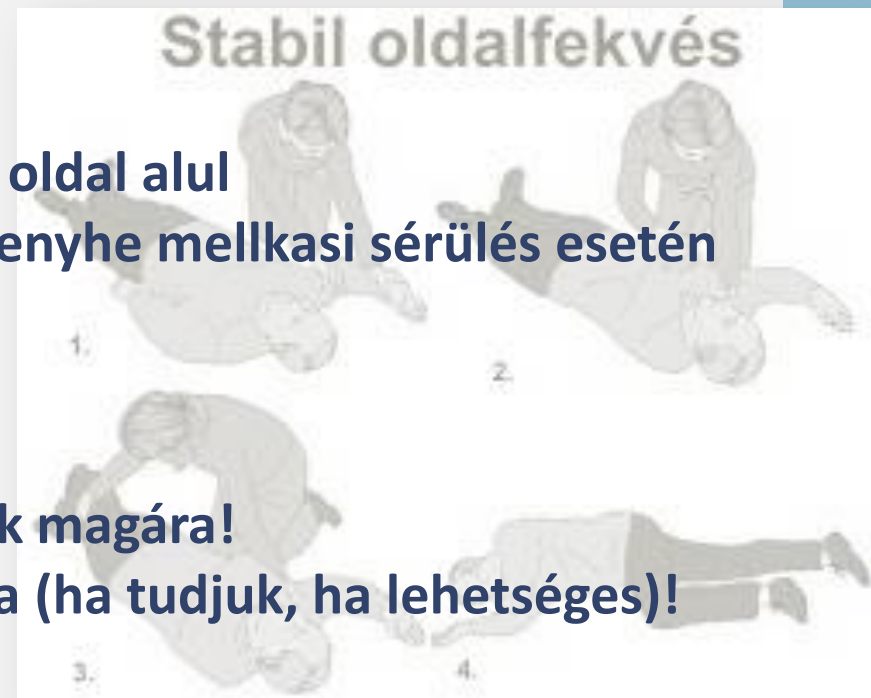 Stabil oldalfekvés
oldal alul
enyhe mellkasi sérülés esetén
1.
2.
k magára!
a (ha tudjuk, ha lehetséges)!
3.
4.